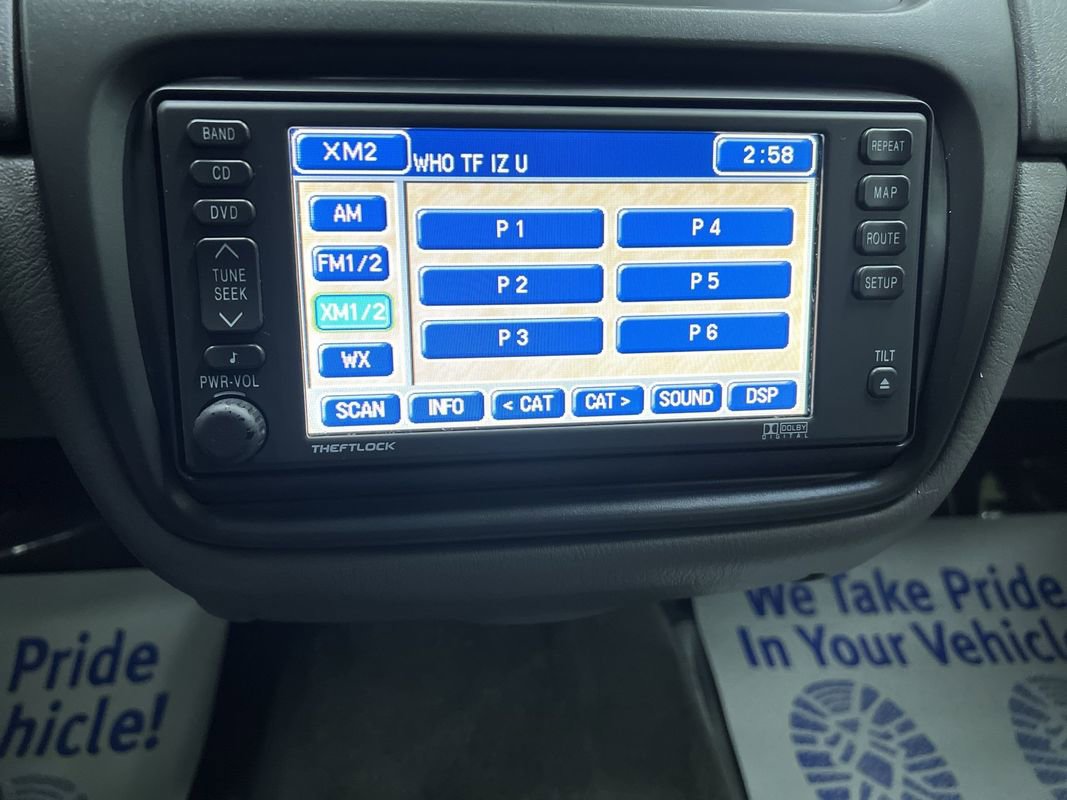 BAND
CD
DVD
TUNE
SEEK
PWR-VOL
THEFTLOCK
XM2
WHO TF IZ U
2:58
AM
FM1/2
XM1/2
WX
P 1
P 4
P 2
P 5
P 3
P 6
SCAN
INFO
< CAT
CAT >
SOUND
DSP
DOLBY
DIGITAL
REPEAT
MAP
ROUTE
SETUP
TILT
Pride
hicle!
We Take Pride
In Your Vehicle